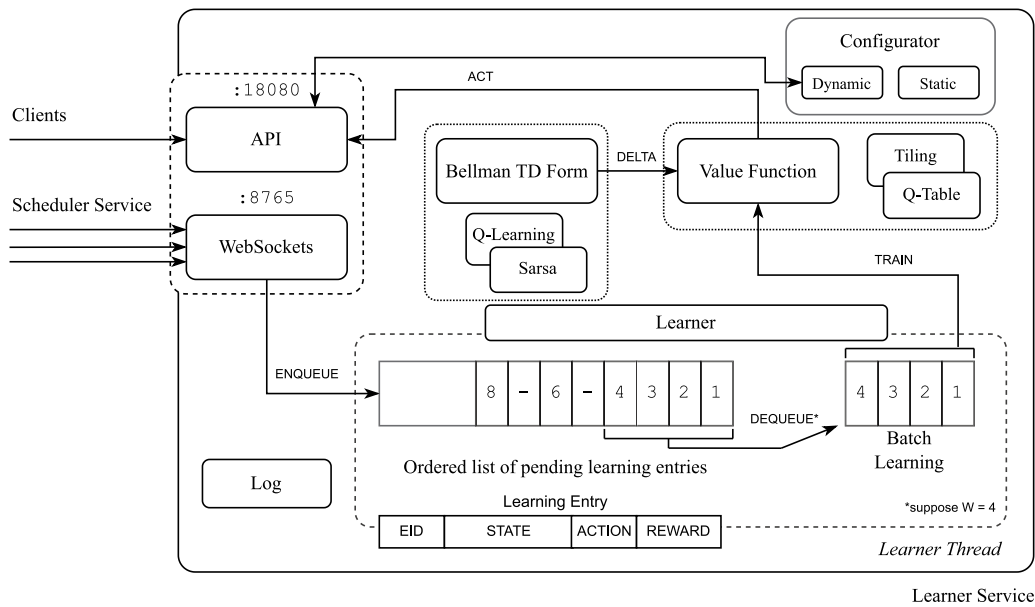 Configurator
Dynamic
Static
ACT
:18080
Clients
API
Bellman TD Form
DELTA
Value Function
Tiling
Q-Table
:8765
Scheduler Service
WebSockets
Q-Learning
Sarsa
TRAIN
Learner
ENQUEUE
8 - 6 - 4 3 2 1
4 3 2 1
DEQUEUE*
Batch
Learning
Ordered list of pending learning entries
Log
Learning Entry
*suppose W = 4
EID STATE ACTION REWARD
Learner Thread
Learner Service